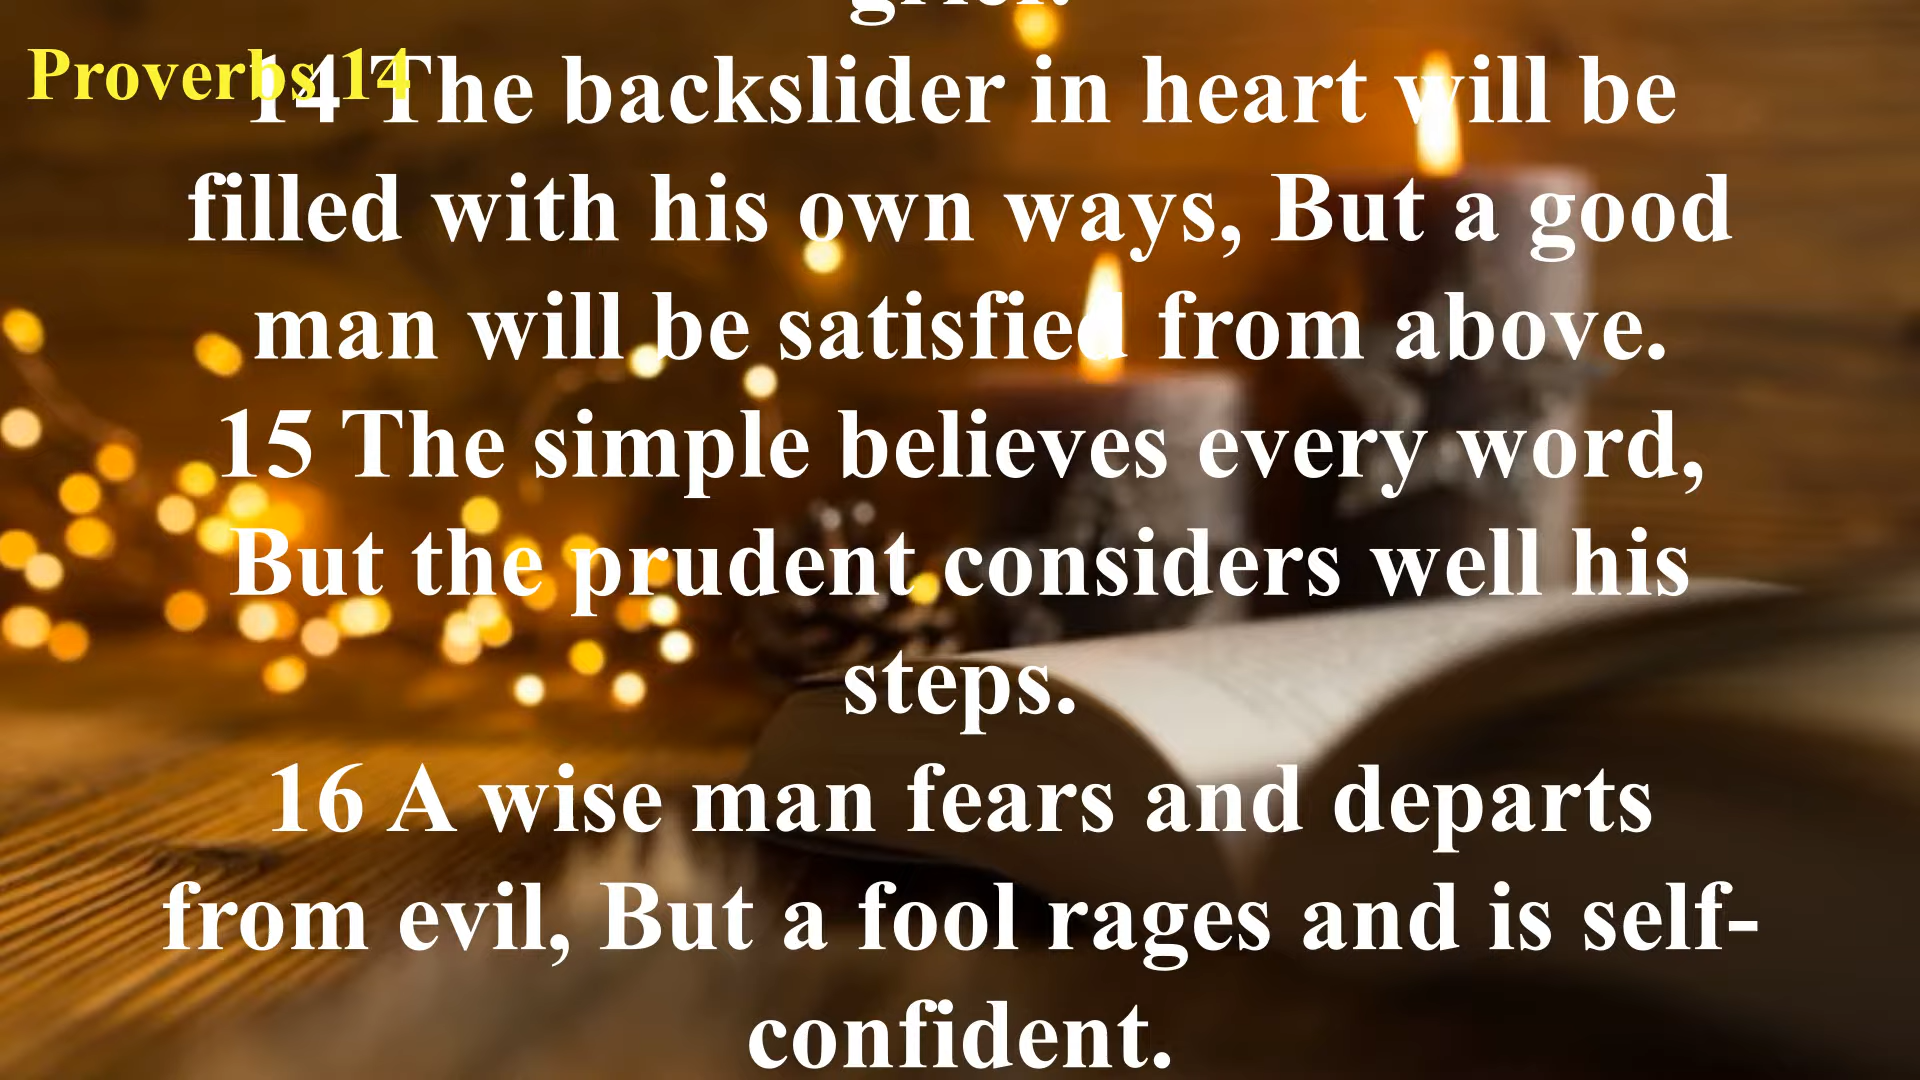 grief.
Proverbs 14
14 The backslider in heart will be
filled with his own ways, But a good
man will be satisfied from above.
15 The simple believes every word,
But the prudent considers well his
steps.
16 A wise man fears and departs
from evil, But a fool rages and is self-
confident.